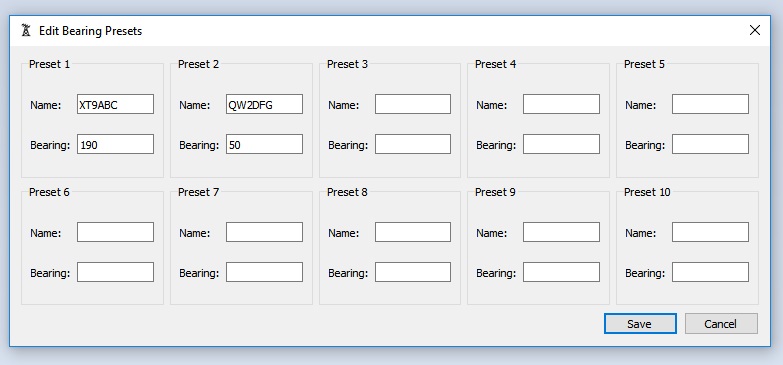 Edit Bearing Presets
Preset 1 Preset 2 Preset 3 Preset 4 Preset 5
Name: XT9ABC Name: QW2DFG Name: Name: Name:
Bearing: 190 Bearing: 50 Bearing: Bearing: Bearing:
Preset 6 Preset 7 Preset 8 Preset 9 Preset 10
Name: Name: Name: Name: Name:
Bearing: Bearing: Bearing: Bearing: Bearing:
Save Cancel